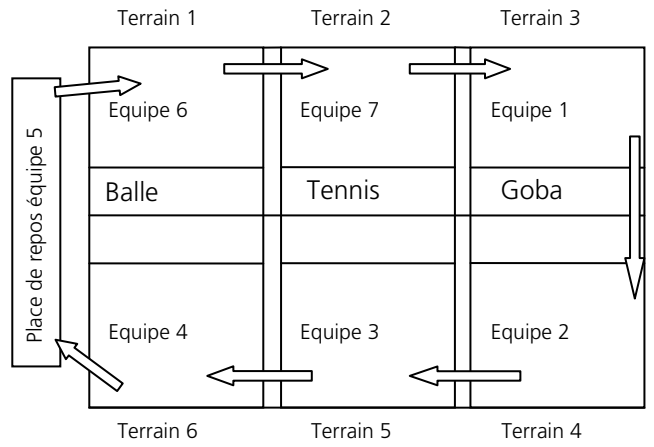 Terrain 1 Terrain 2 Terrain 3
Equipe 6 Equipe 7 Equipe 1
Place de repos équipe 5
Balle Tennis Goba
Equipe 4 Equipe 3 Equipe 2
Terrain 6 Terrain 5 Terrain 4